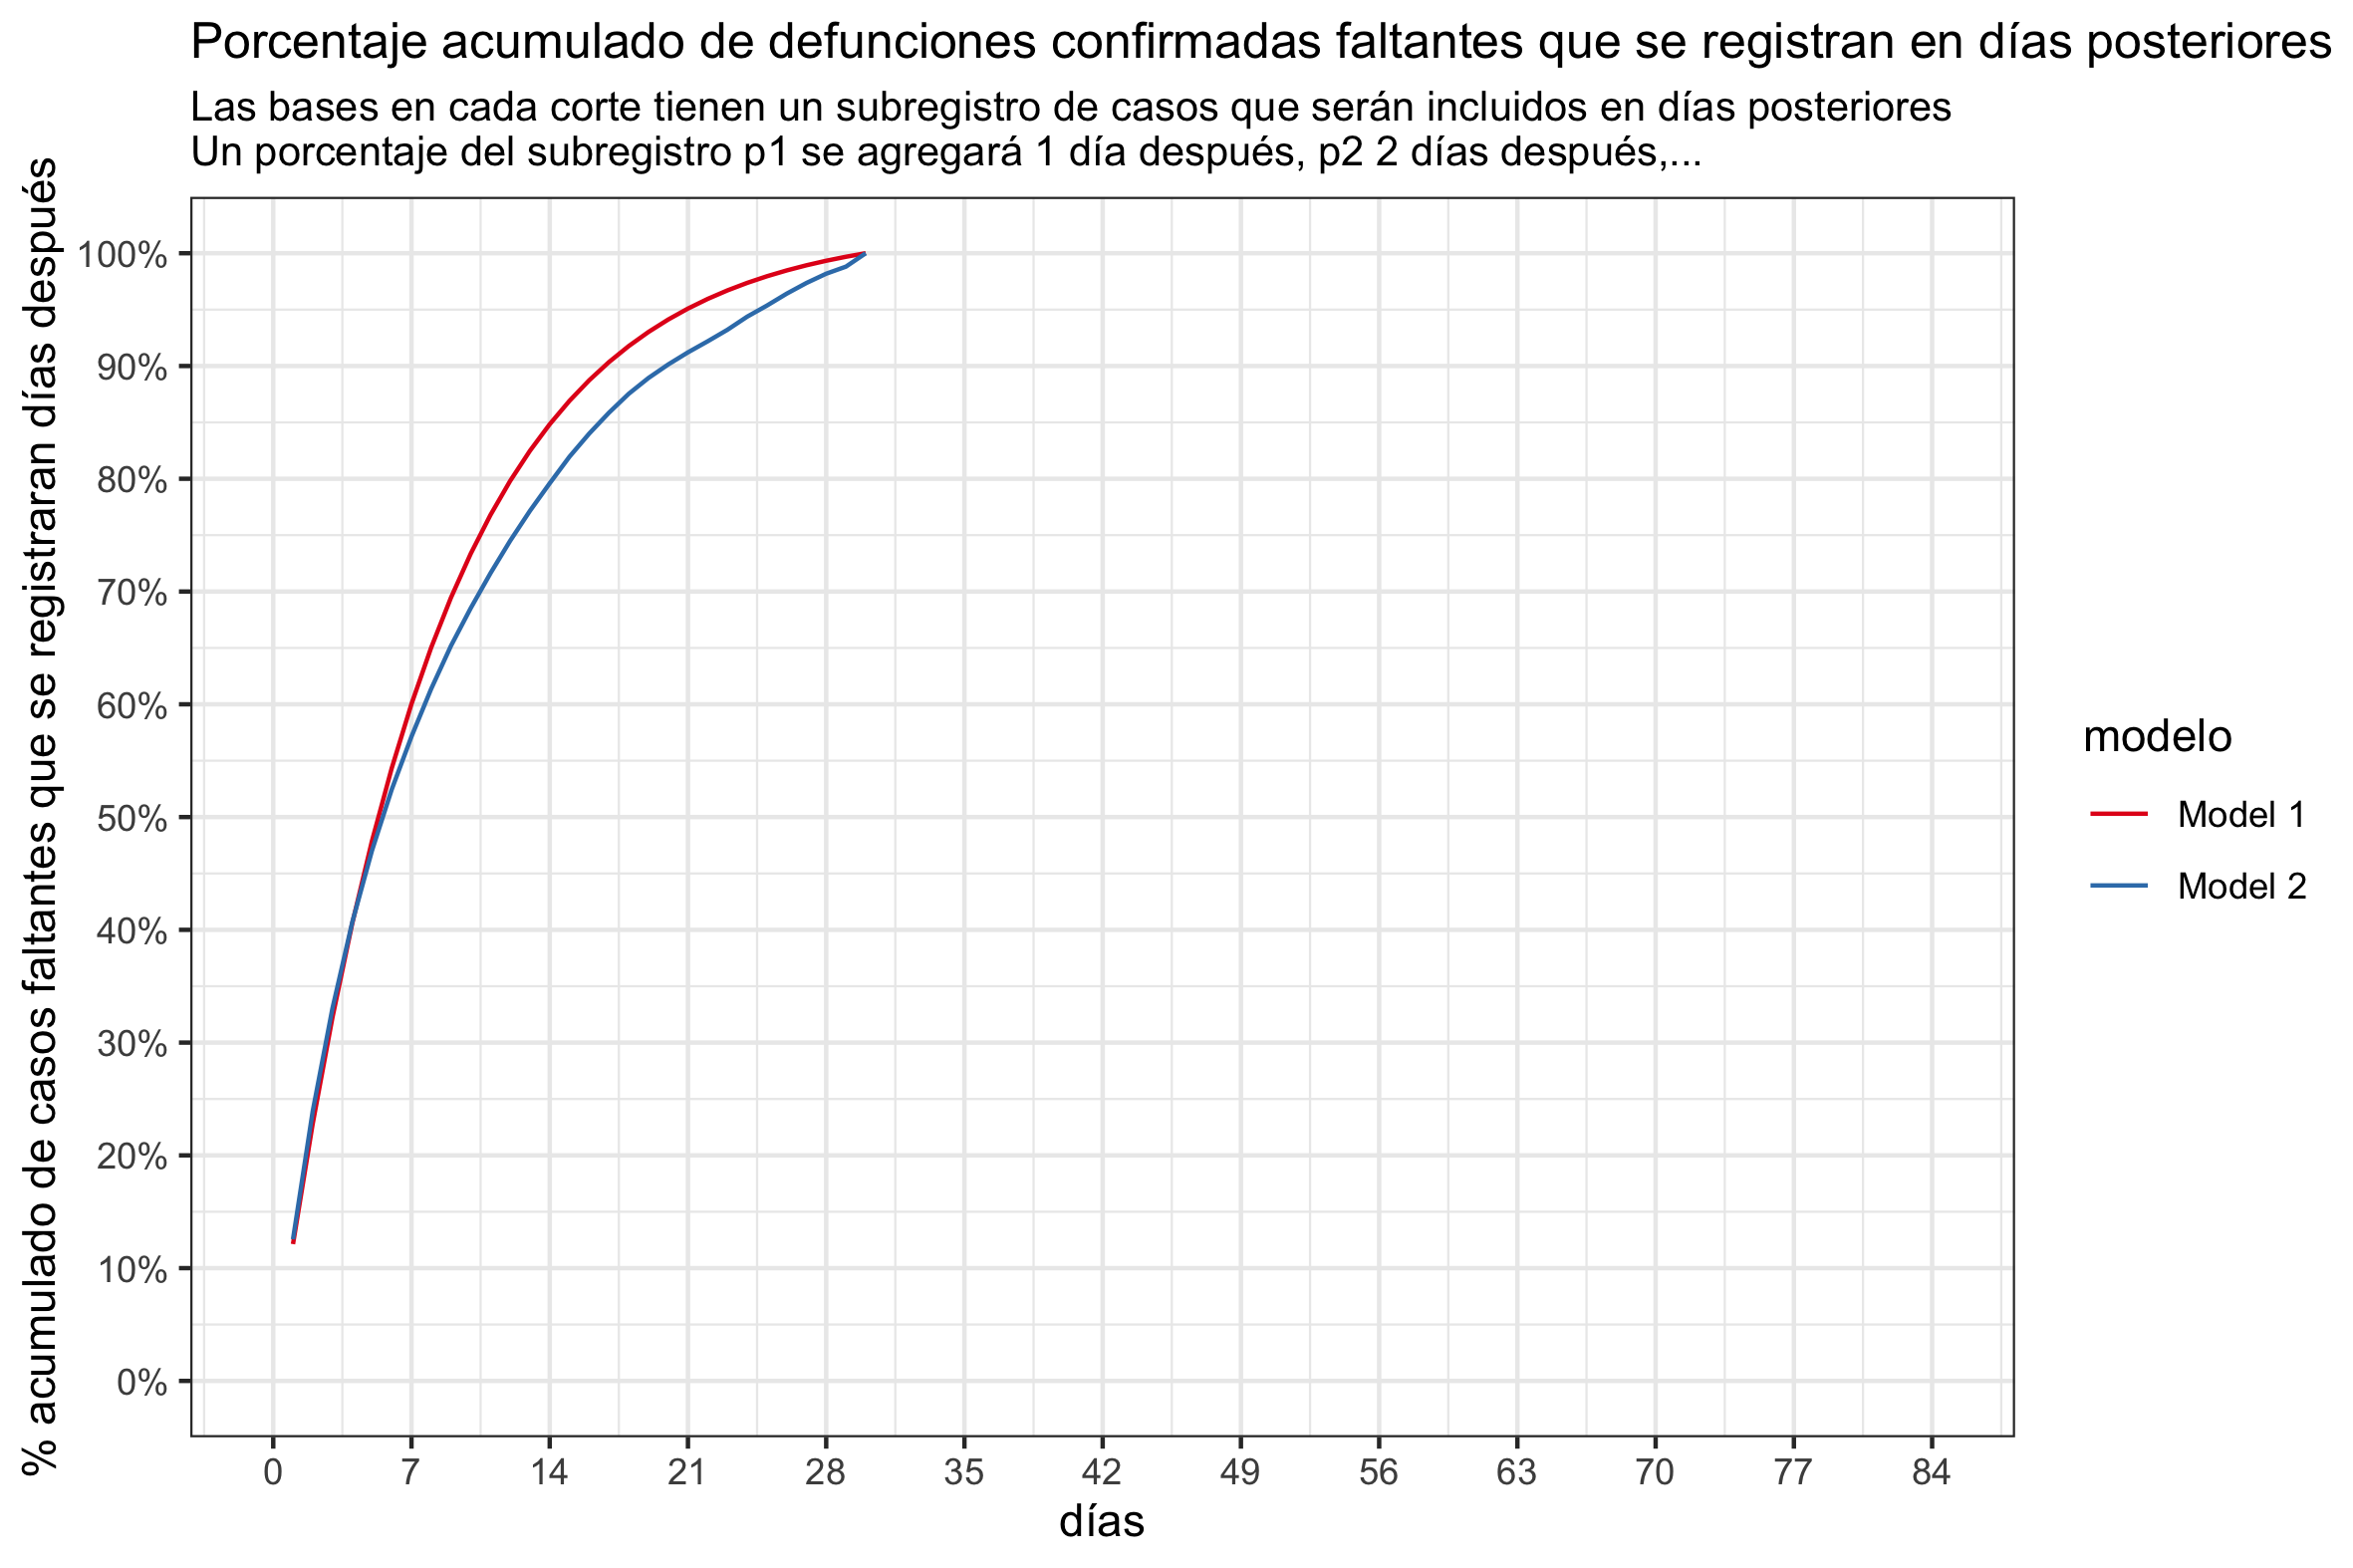 Porcentaje acumulado de defunciones confirmadas faltantes que se registran en días posteriores
Las bases en cada corte tienen un subregistro de casos que serán incluidos en días posteriores
Un porcentaje del subregistro p1 se agregará 1 día después, p2 2 días después,...
% acumulado de casos faltantes que se registraran días después
100%
90%
80%
70%
60%
50%
40%
30%
20%
10%
0%
0 7 14 21 28 35 42 49 56 63 70 77 84
días
modelo
Model 1
Model 2